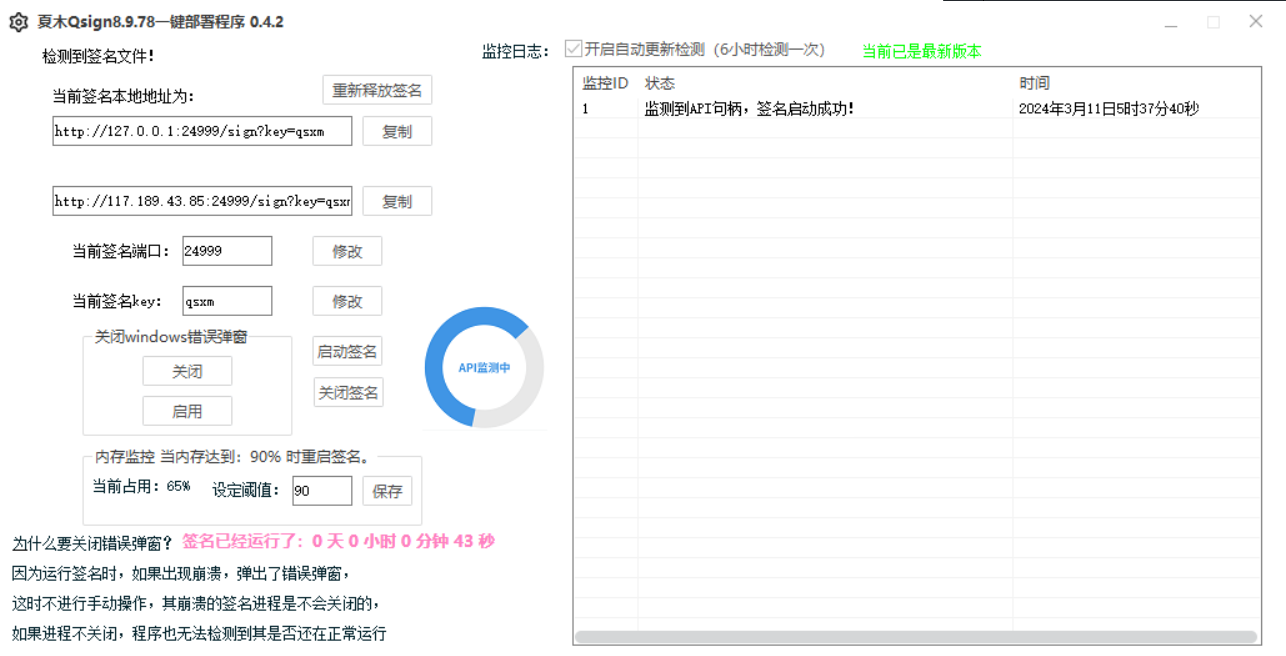 夏木Qsign8.9.78一键部署程序 0.4.2
检测到签名文件!
当前签名本地地址为:
重新释放签名
http://127.0.0.1:24999/sign?key=qsxm
复制
http://117.189.43.85:24999/sign?key=qsxm
复制
当前签名端口:
24999
修改
当前签名key:
qsxm
修改
关闭windows错误弹窗
关闭
启用
启动签名
关闭签名
API监测中
内存监控 当内存达到: 90% 时重启签名。
当前占用: 65%
设定阈值:
90
保存
为什么要关闭错误弹窗?
签名已经运行了: 0 天 0 小时 0 分钟 43 秒
因为运行签名时,如果出现崩溃,弹出了错误弹窗,
这时不进行手动操作,其崩溃的签名进程是不会关闭的,
如果进程不关闭,程序也无法检测到其是否还在正常运行
监控日志:
开启自动更新检测(6小时检测一次)
当前已是最新版本
监控ID 状态 时间
1 监测到API句柄,签名启动成功! 2024年3月11日5时37分40秒